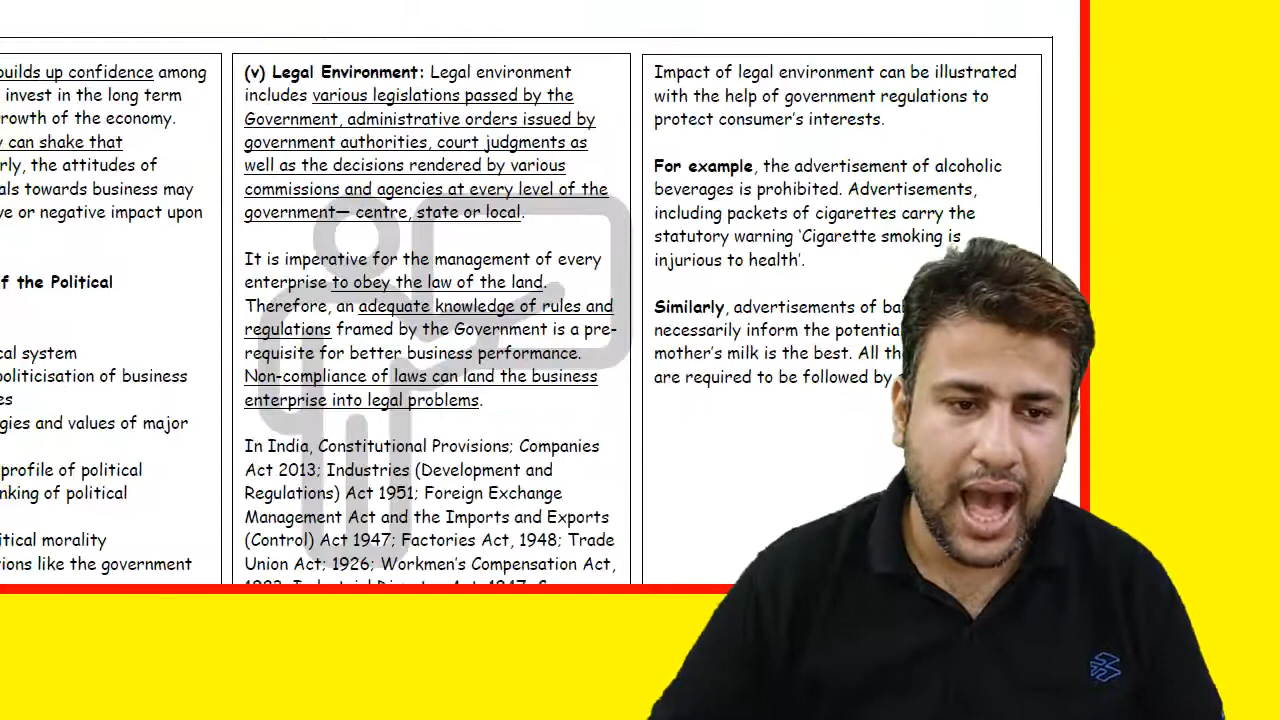 builds up confidence among
invest in the long term
rowth of the economy.
can shake that
rly, the attitudes of
als towards business may
ve or negative impact upon
f the Political
cal system
politicisation of business
es
gies and values of major
profile of political
nking of political
itical morality
tions like the government
(v) Legal Environment: Legal environment
includes various legislations passed by the
Government, administrative orders issued by
government authorities, court judgments as
well as the decisions rendered by various
commissions and agencies at every level of the
government— centre, state or local.
It is imperative for the management of every
enterprise to obey the law of the land.
Therefore, an adequate knowledge of rules and
regulations framed by the Government is a pre-
requisite for better business performance.
Non-compliance of laws can land the business
enterprise into legal problems.
In India, Constitutional Provisions; Companies
Act 2013; Industries (Development and
Regulations) Act 1951; Foreign Exchange
Management Act and the Imports and Exports
(Control) Act 1947; Factories Act, 1948; Trade
Union Act; 1926; Workmen's Compensation Act,
Impact of legal environment can be illustrated
with the help of government regulations to
protect consumer's interests.
For example, the advertisement of alcoholic
beverages is prohibited. Advertisements,
including packets of cigarettes carry the
statutory warning ‘Cigarette smoking is
injurious to health’.
Similarly, advertisements of ba
necessarily inform the potentia
mother's milk is the best. All th
are required to be followed by